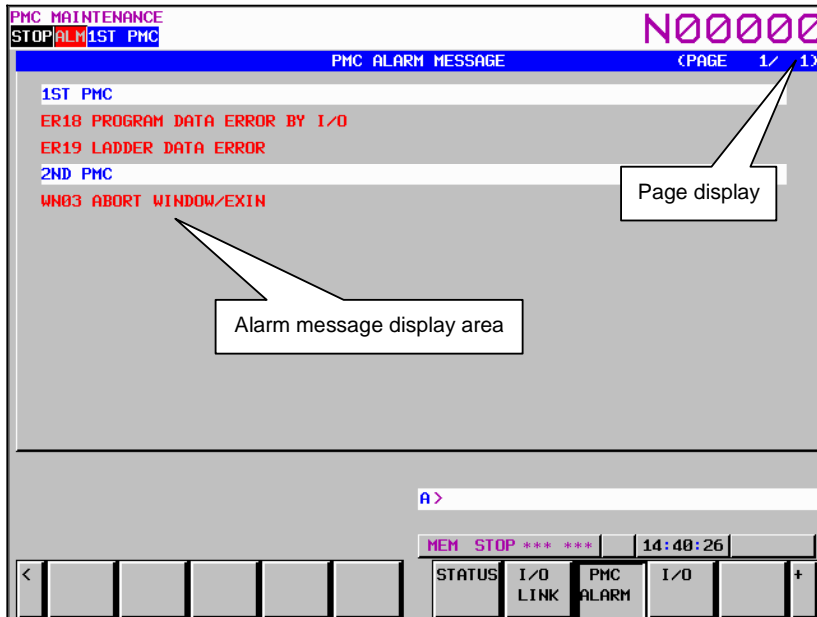 PMC MAINTENANCE
N00000
STOP ALM 1ST PMC
PMC ALARM MESSAGE (PAGE 1/ 1)
1ST PMC
ER18 PROGRAM DATA ERROR BY I/O
ER19 LADDER DATA ERROR
2ND PMC
WN03 ABORT WINDOW/EXIN
Page display
Alarm message display area
A>
MEM STOP *** *** 14:40:26
< STATUS I/O LINK PMC ALARM I/O +